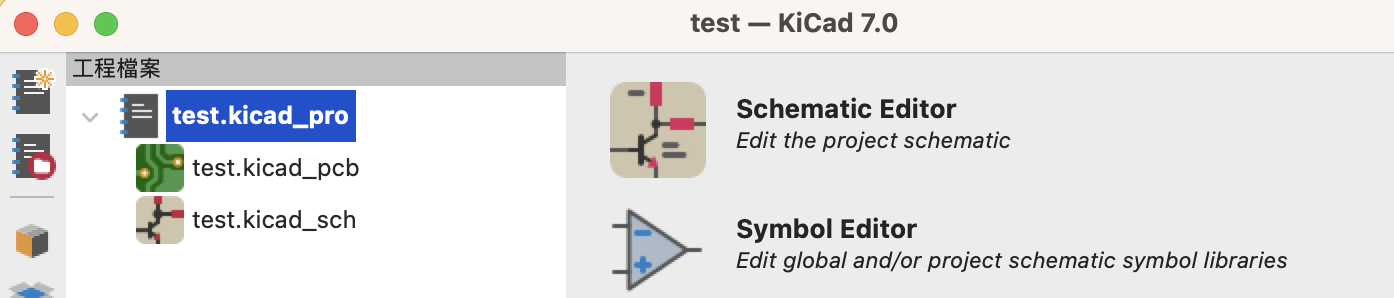 test — KiCad 7.0
工程檔案
test.kicad_pro
test.kicad_pcb
test.kicad_sch
Schematic Editor
Edit the project schematic
Symbol Editor
Edit global and/or project schematic symbol libraries